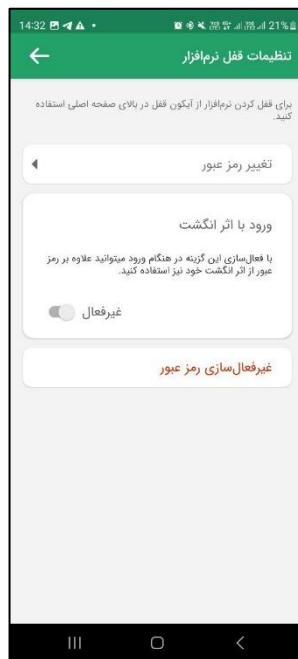 14:32
21%
تنظیمات قفل نرم‌افزار
برای قفل کردن نرم‌افزار از آیکون قفل در بالای صفحه اصلی استفاده
کنید.
تغییر رمز عبور
ورود با اثر انگشت
با فعال‌سازی این گزینه در هنگام ورود میتوانید علاوه بر رمز
عبور از اثر انگشت خود نیز استفاده کنید.
غیرفعال
غیرفعال‌سازی رمز عبور